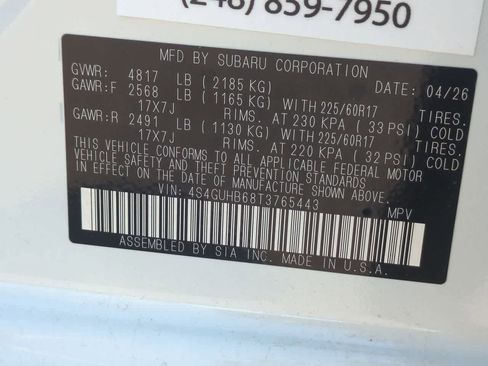 (248) 859-7950
MFD. BY SUBARU CORPORATION
GVWR: 4817 LB (2185 KG) DATE: 04/26
GAWR:F 2568 LB (1165 KG) WITH 225/60R17 TIRES.
17X7J RIMS. AT 230 KPA (33 PSI) COLD
GAWR:R 2491 LB (1130 KG) WITH 225/60R17 TIRES.
17X7J RIMS. AT 220 KPA (32 PSI) COLD
THIS VEHICLE CONFORMS TO ALL APPLICABLE FEDERAL MOTOR
VEHICLE SAFETY AND THEFT PREVENTION STANDARDS
IN EFFECT ON THE DATE OF MANUFACTURE SHOWN ABOVE.
VIN: 4S4GUHB68T3765443 MPV
ASSEMBLED BY SIA INC. MADE IN U.S.A.